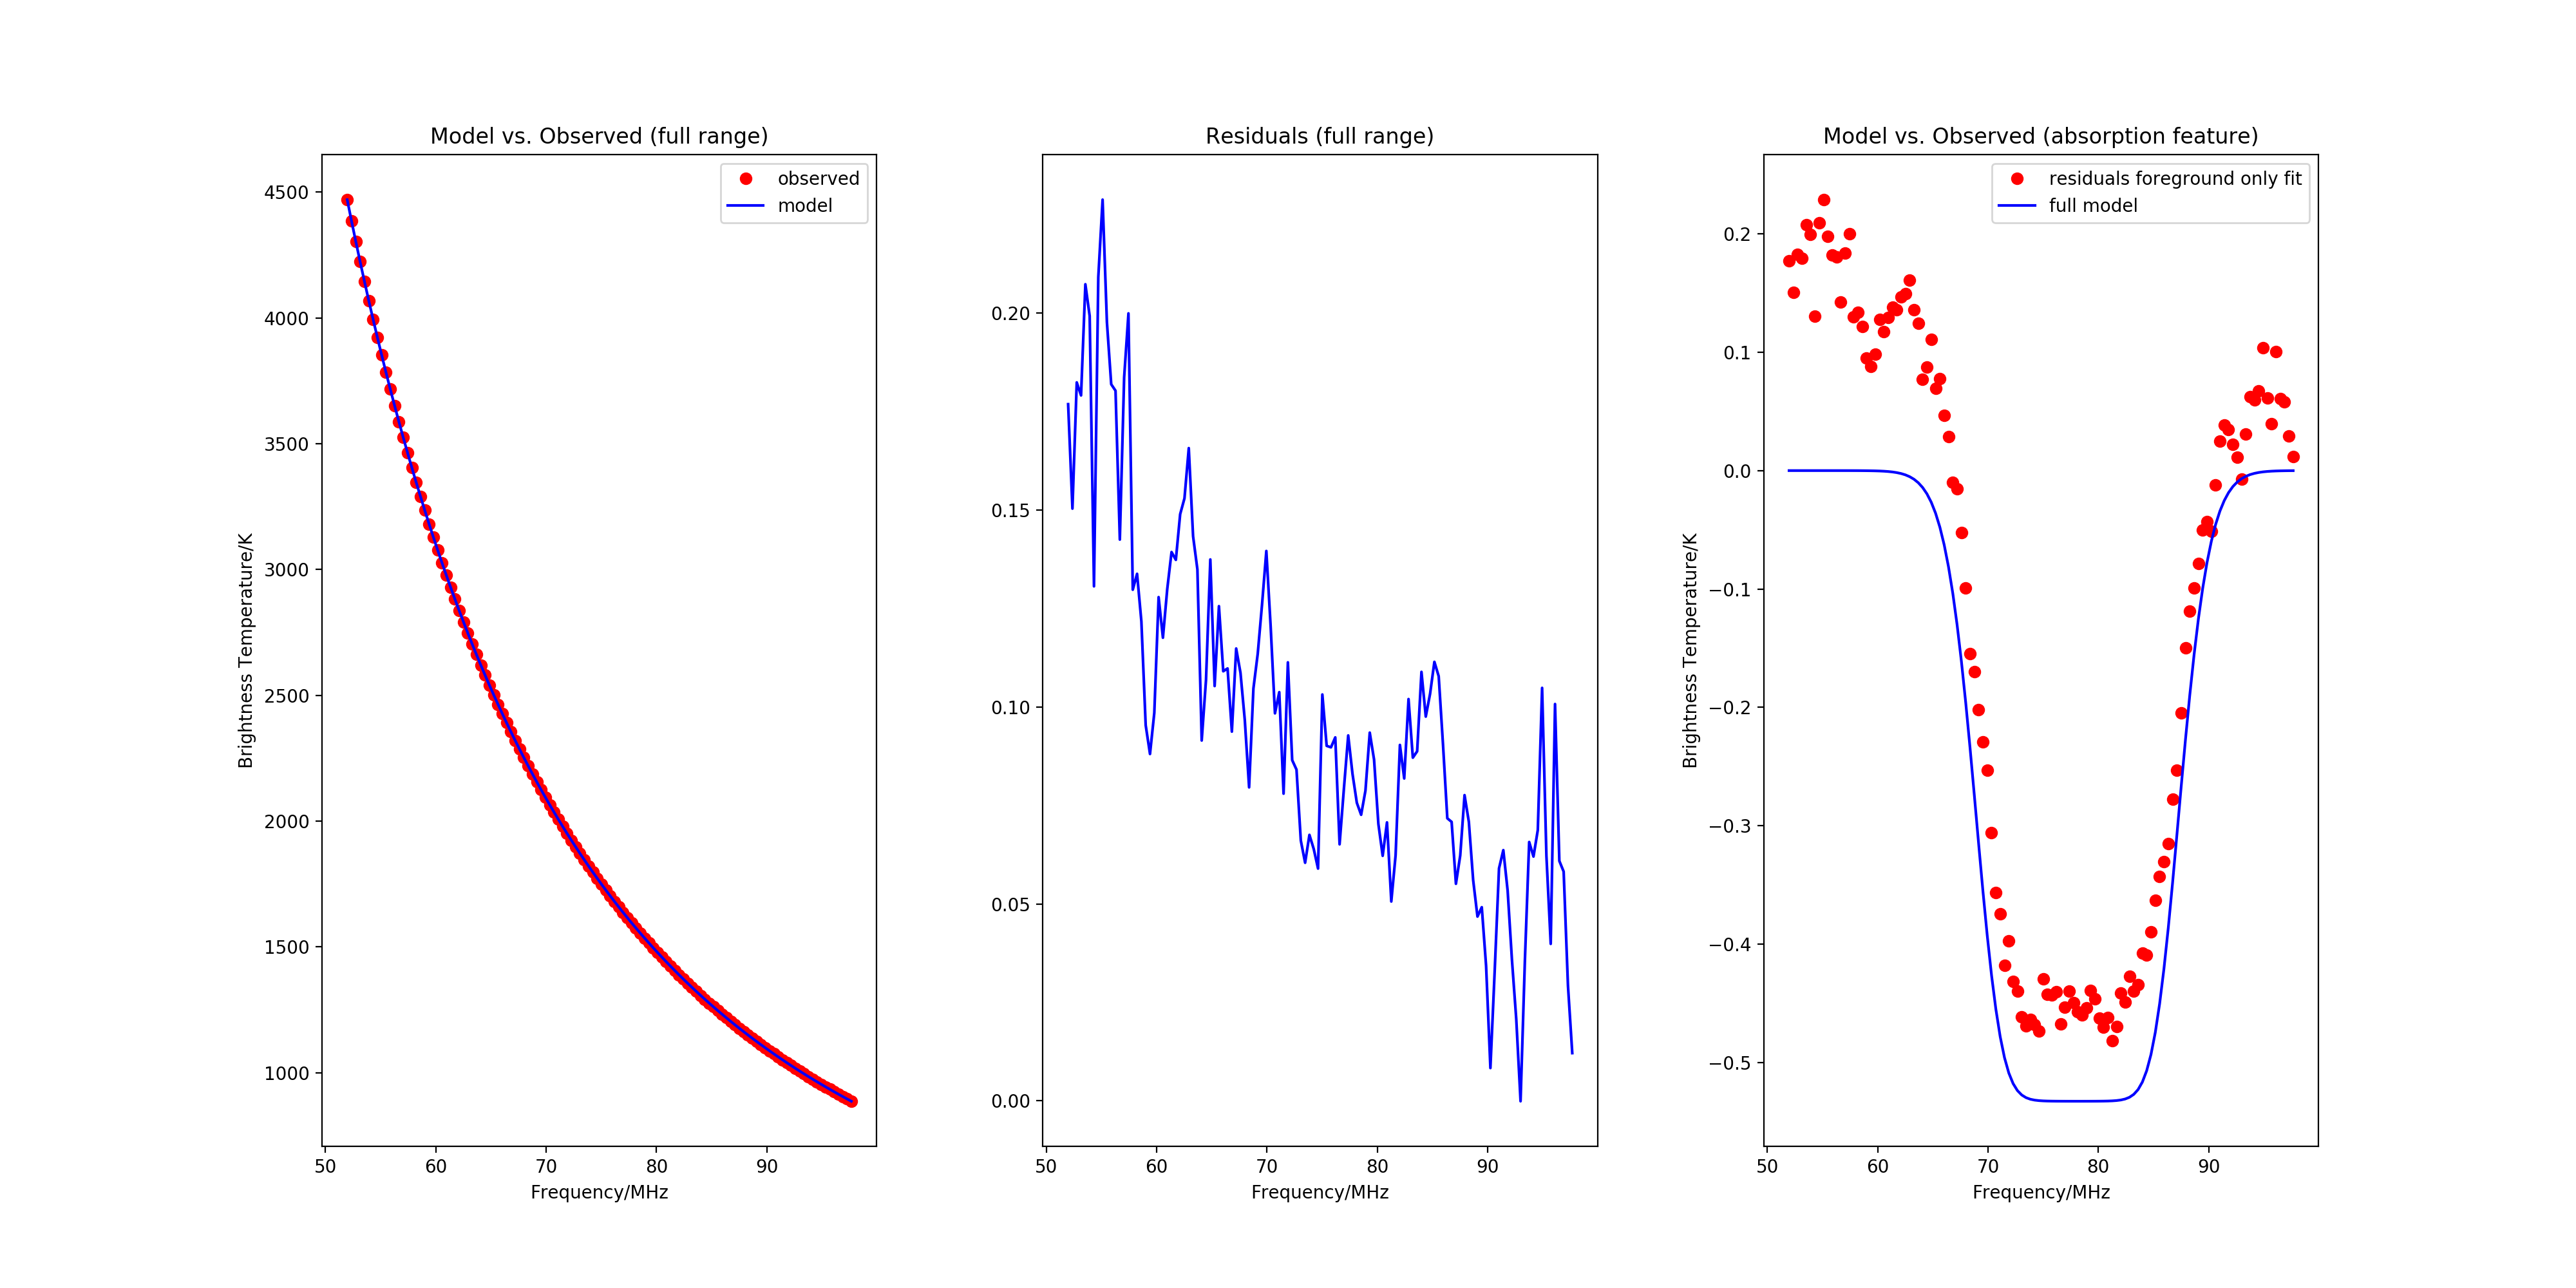 Model vs. Observed (full range)
observed
model
4500
4000
3500
3000
2500
2000
1500
1000
Brightness Temperature/K
50 60 70 80 90
Frequency/MHz
Residuals (full range)
0.20
0.15
0.10
0.05
0.00
50 60 70 80 90
Frequency/MHz
Model vs. Observed (absorption feature)
residuals foreground only fit
full model
0.2
0.1
0.0
−0.1
−0.2
−0.3
−0.4
−0.5
Brightness Temperature/K
50 60 70 80 90
Frequency/MHz